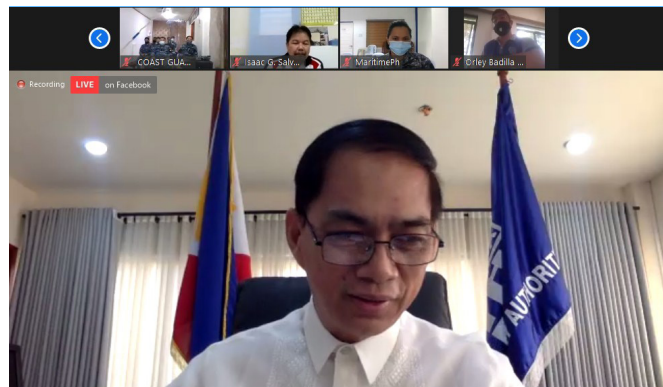 COAST GUA...
Isaac G. Salv...
MaritimePh
Orley Badilla ...
Recording
LIVE
on Facebook
AUTHORIT